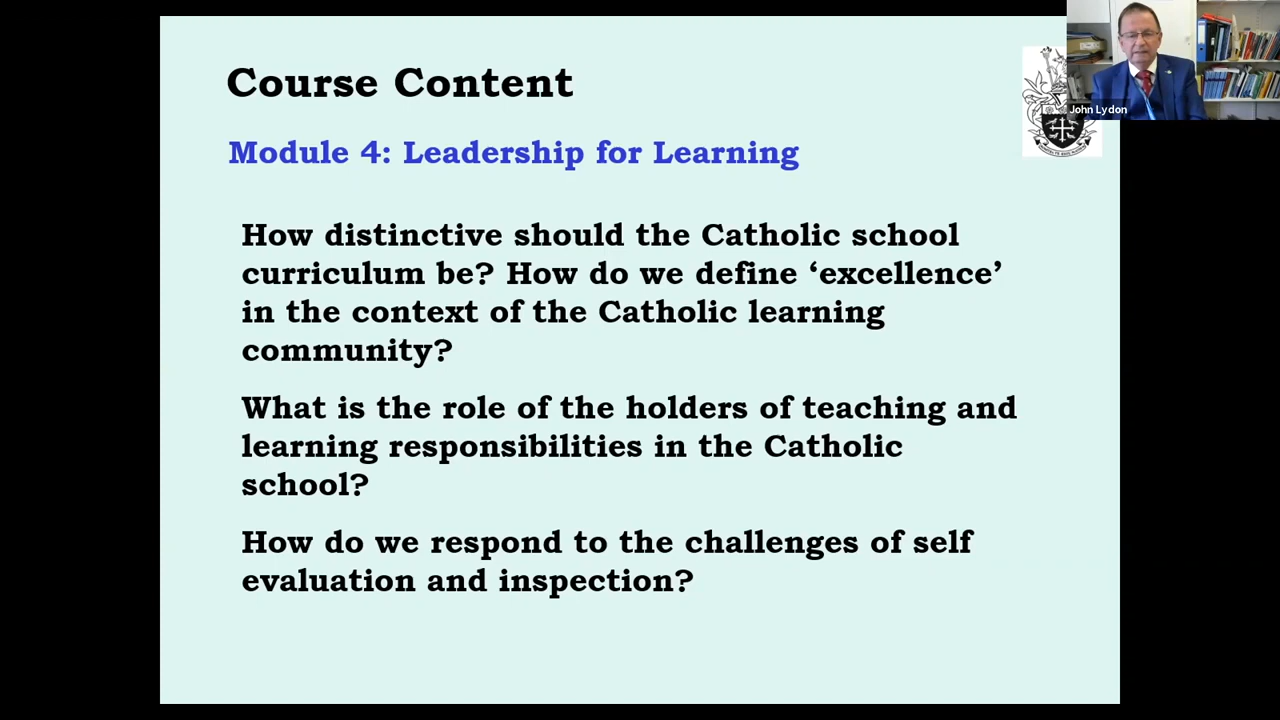 Course Content
Module 4: Leadership for Learning
How distinctive should the Catholic school
curriculum be? How do we define ‘excellence’
in the context of the Catholic learning
community?
What is the role of the holders of teaching and
learning responsibilities in the Catholic
school?
How do we respond to the challenges of self
evaluation and inspection?
John Lydon